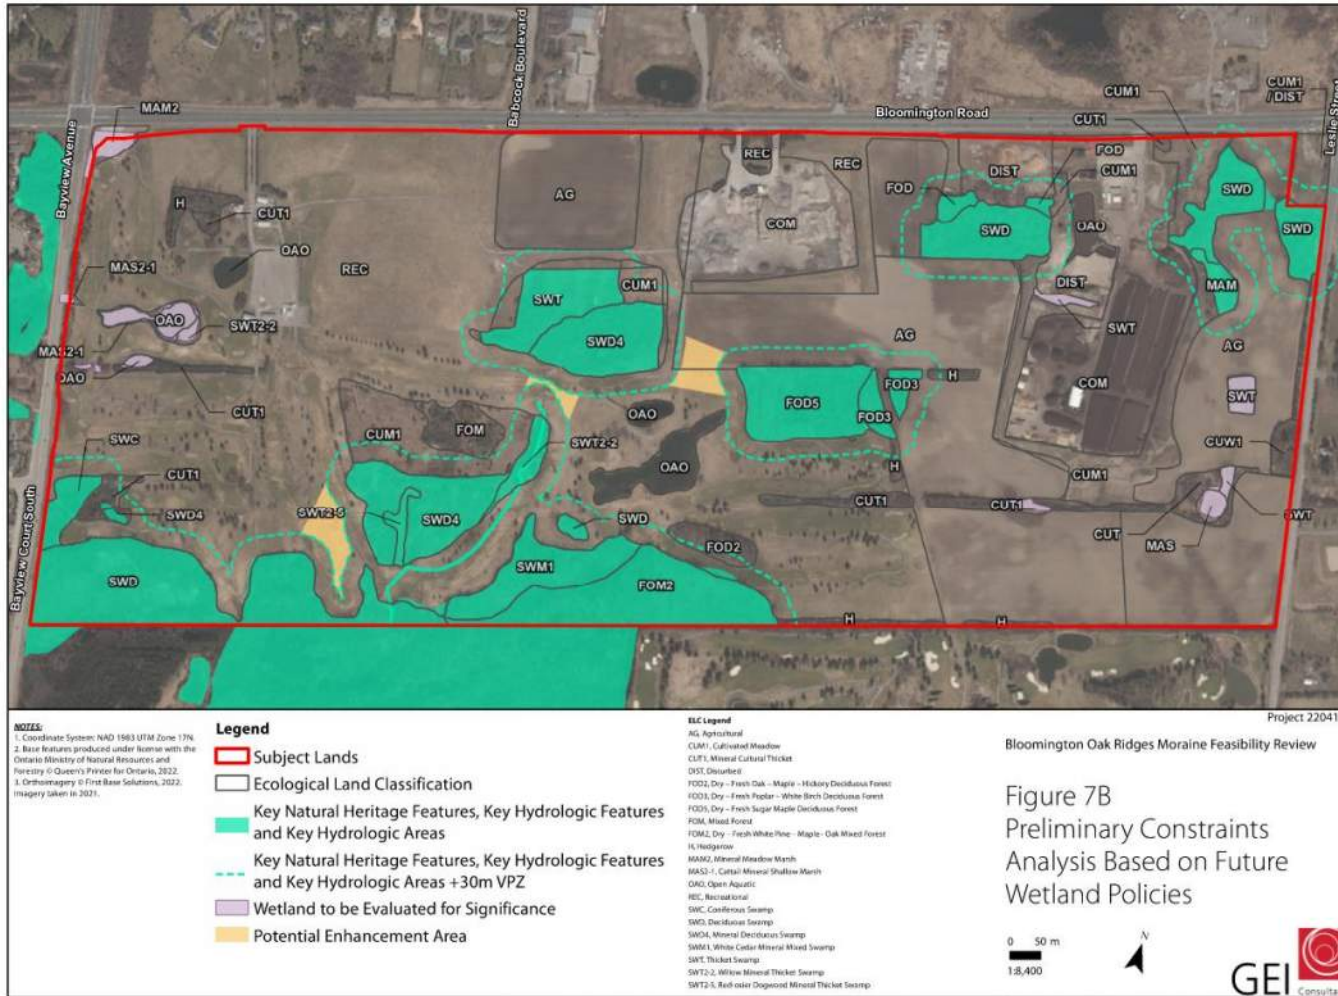 Babcock Boulevard
Bayview Avenue
MAM2
Bloomington Road
CUM1
CUM1
/ DIST
Leslie Street
CUT1
REC
REC
FOD
DIST
CUM1
H
CUT1
AG
FOD
SWD
COM
SWD
OAO
SWD
OAO
MAS2-1
REC
CUM1
SWT
DIST
MAM
OAO
SWT2-2
SWD4
SWT
AG
AG
MAS2-1
OAO
CUT1
FOD3
H
COM
SWT
FOD5
FOD3
OAO
CUM1
FOM
SWT2-2
CUW1
SWC
OAO
H
CUM1
CUT1
CUT1
CUT1
SWT2-5
SWD4
SWD4
SWD
SWT
CUT
MAS
FOD2
Bayview Court South
SWD
SWM1
FOM2
H
H
NOTES:
1. Coordinate System: NAD 1983 UTM Zone 17N.
2. Base features produced under license with the
Ontario Ministry of Natural Resources and
Forestry © Queen's Printer for Ontario, 2022.
3. Orthoimagery © First Base Solutions, 2022.
Imagery taken in 2021.
Legend
Subject Lands
Ecological Land Classification
Key Natural Heritage Features, Key Hydrologic Features
and Key Hydrologic Areas
Key Natural Heritage Features, Key Hydrologic Features
and Key Hydrologic Areas +30m VPZ
Wetland to be Evaluated for Significance
Potential Enhancement Area
ELC Legend
AG, Agricultural
CUM1, Cultivated Meadow
CUT1, Mineral Cultural Thicket
DIST, Disturbed
FOD2, Dry – Fresh Oak – Maple – Hickory Deciduous Forest
FOD3, Dry – Fresh Poplar – White Birch Deciduous Forest
FOD5, Dry – Fresh Sugar Maple Deciduous Forest
FOM, Mixed Forest
FOM2, Dry – Fresh White Pine – Maple - Oak Mixed Forest
H, Hedgerow
MAM2, Mineral Meadow Marsh
MAS2-1, Cattail Mineral Shallow Marsh
OAO, Open Aquatic
REC, Recreational
SWC, Coniferous Swamp
SWD, Deciduous Swamp
SWD4, Mineral Deciduous Swamp
SWM1, White Cedar Mineral Mixed Swamp
SWT, Thicket Swamp
SWT2-2, Willow Mineral Thicket Swamp
SWT2-5, Red-osier Dogwood Mineral Thicket Swamp
Project 22041
Bloomington Oak Ridges Moraine Feasibility Review
Figure 7B
Preliminary Constraints
Analysis Based on Future
Wetland Policies
0 50 m
1:8,400
N
GEI Consulta